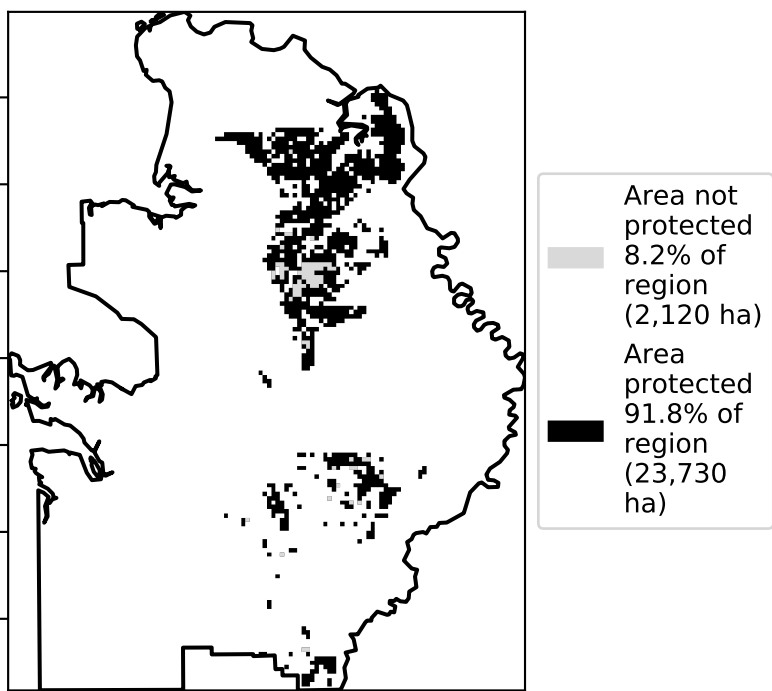 Area not
protected
8.2% of
region
(2,120 ha)
Area
protected
91.8% of
region
(23,730
ha)